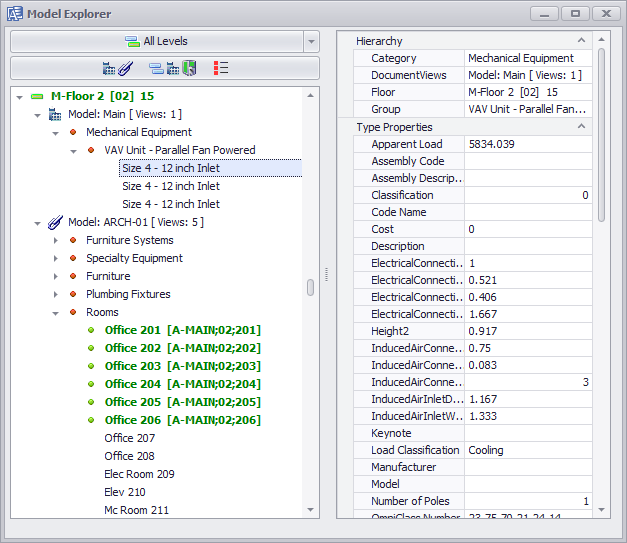 Model Explorer
All Levels
M-Floor 2 [02] 15
Model: Main [ Views: 1 ]
Mechanical Equipment
VAV Unit - Parallel Fan Powered
Size 4 - 12 inch Inlet
Size 4 - 12 inch Inlet
Size 4 - 12 inch Inlet
Model: ARCH-01 [ Views: 5 ]
Furniture Systems
Specialty Equipment
Furniture
Plumbing Fixtures
Rooms
Office 201 [A-MAIN;02;201]
Office 202 [A-MAIN;02;202]
Office 203 [A-MAIN;02;203]
Office 204 [A-MAIN;02;204]
Office 205 [A-MAIN;02;205]
Office 206 [A-MAIN;02;206]
Office 207
Office 208
Elec Room 209
Elev 210
Mc Room 211
Hierarchy
Category Mechanical Equipment
DocumentViews Model: Main [ Views: 1 ]
Floor M-Floor 2 [02] 15
Group VAV Unit - Parallel Fan...
Type Properties
Apparent Load 5834.039
Assembly Code
Assembly Descrip...
Classification 0
Code Name
Cost 0
Description
ElectricalConnecti... 1
ElectricalConnecti... 0.521
ElectricalConnecti... 0.406
ElectricalConnecti... 1.667
Height2 0.917
InducedAirConne... 0.75
InducedAirConne... 0.083
InducedAirConne... 3
InducedAirInletD... 1.167
InducedAirInletW... 1.333
Keynote
Load Classification Cooling
Manufacturer
Model
Number of Poles 1
OmniClass Number 23.75.70.21.24.14